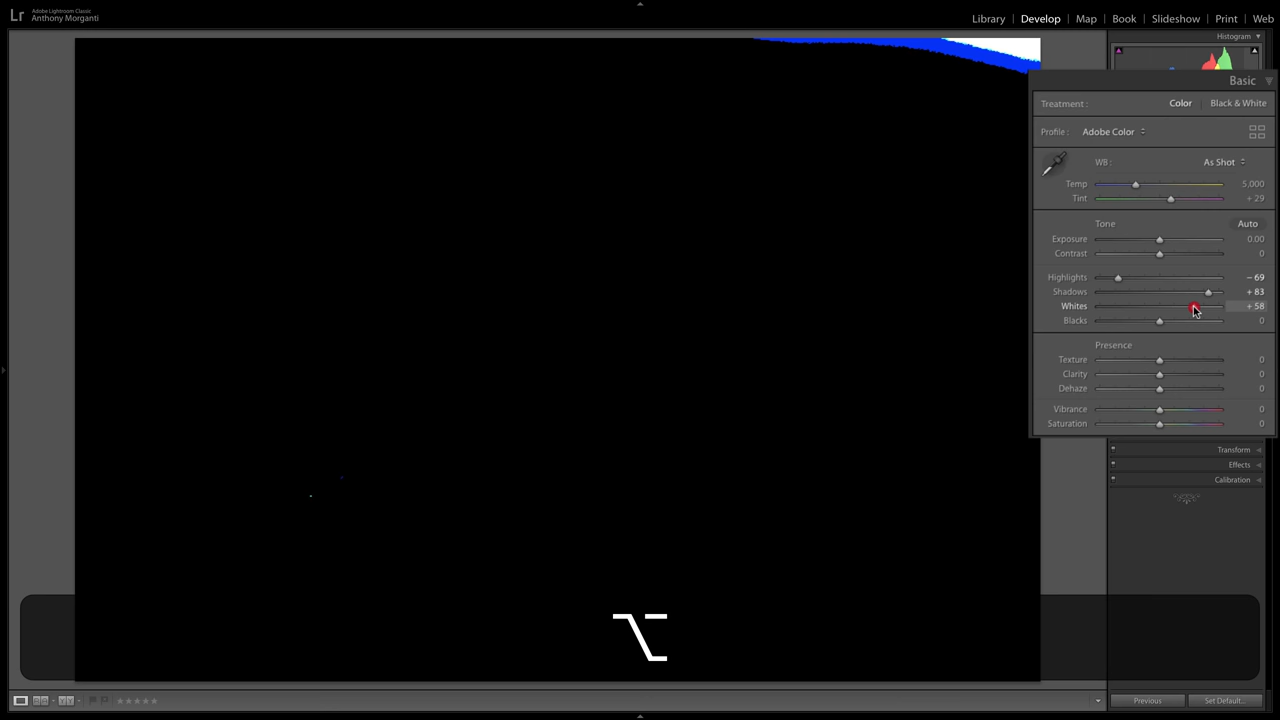 Lr
Adobe Lightroom Classic
Anthony Morganti
Library | Develop | Map | Book | Slideshow | Print | Web
Histogram
Basic
Treatment : Color | Black & White
Profile : Adobe Color
WB : As Shot
Temp 5,000
Tint + 29
Tone Auto
Exposure 0.00
Contrast 0
Highlights – 69
Shadows + 83
Whites + 58
Blacks 0
Presence
Texture 0
Clarity 0
Dehaze 0
Vibrance 0
Saturation 0
Transform
Effects
Calibration
⌥
Previous
Set Default...